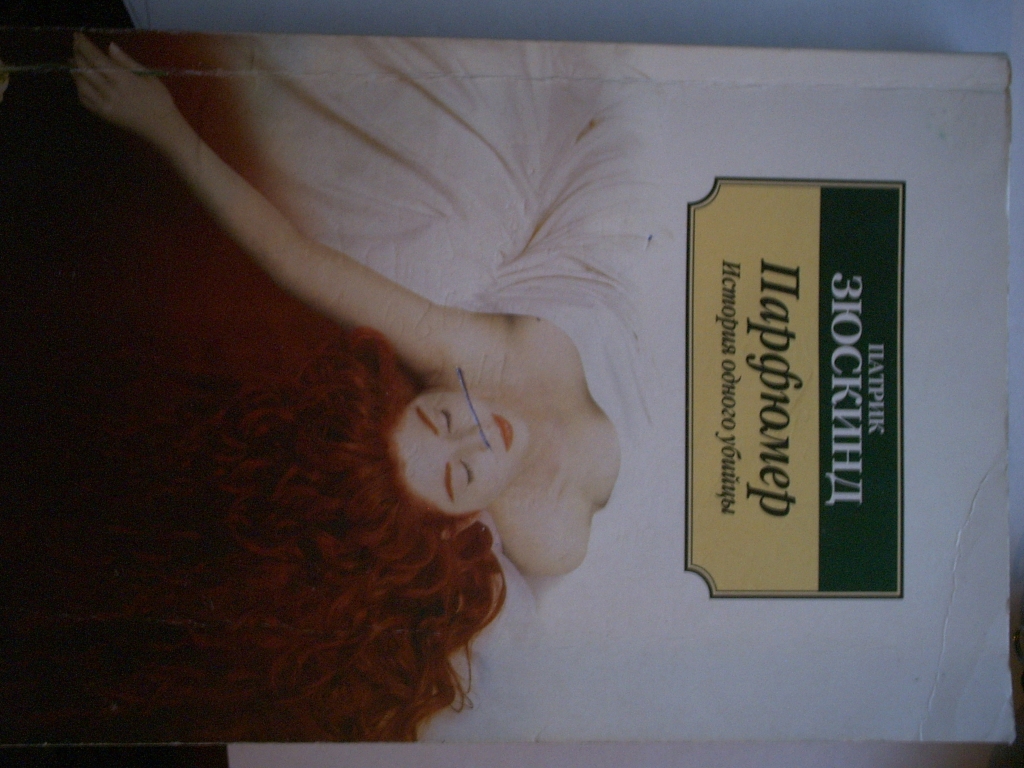 ПАТРИК
ЗЮСКИНД
Парфюмер
История одного убийцы